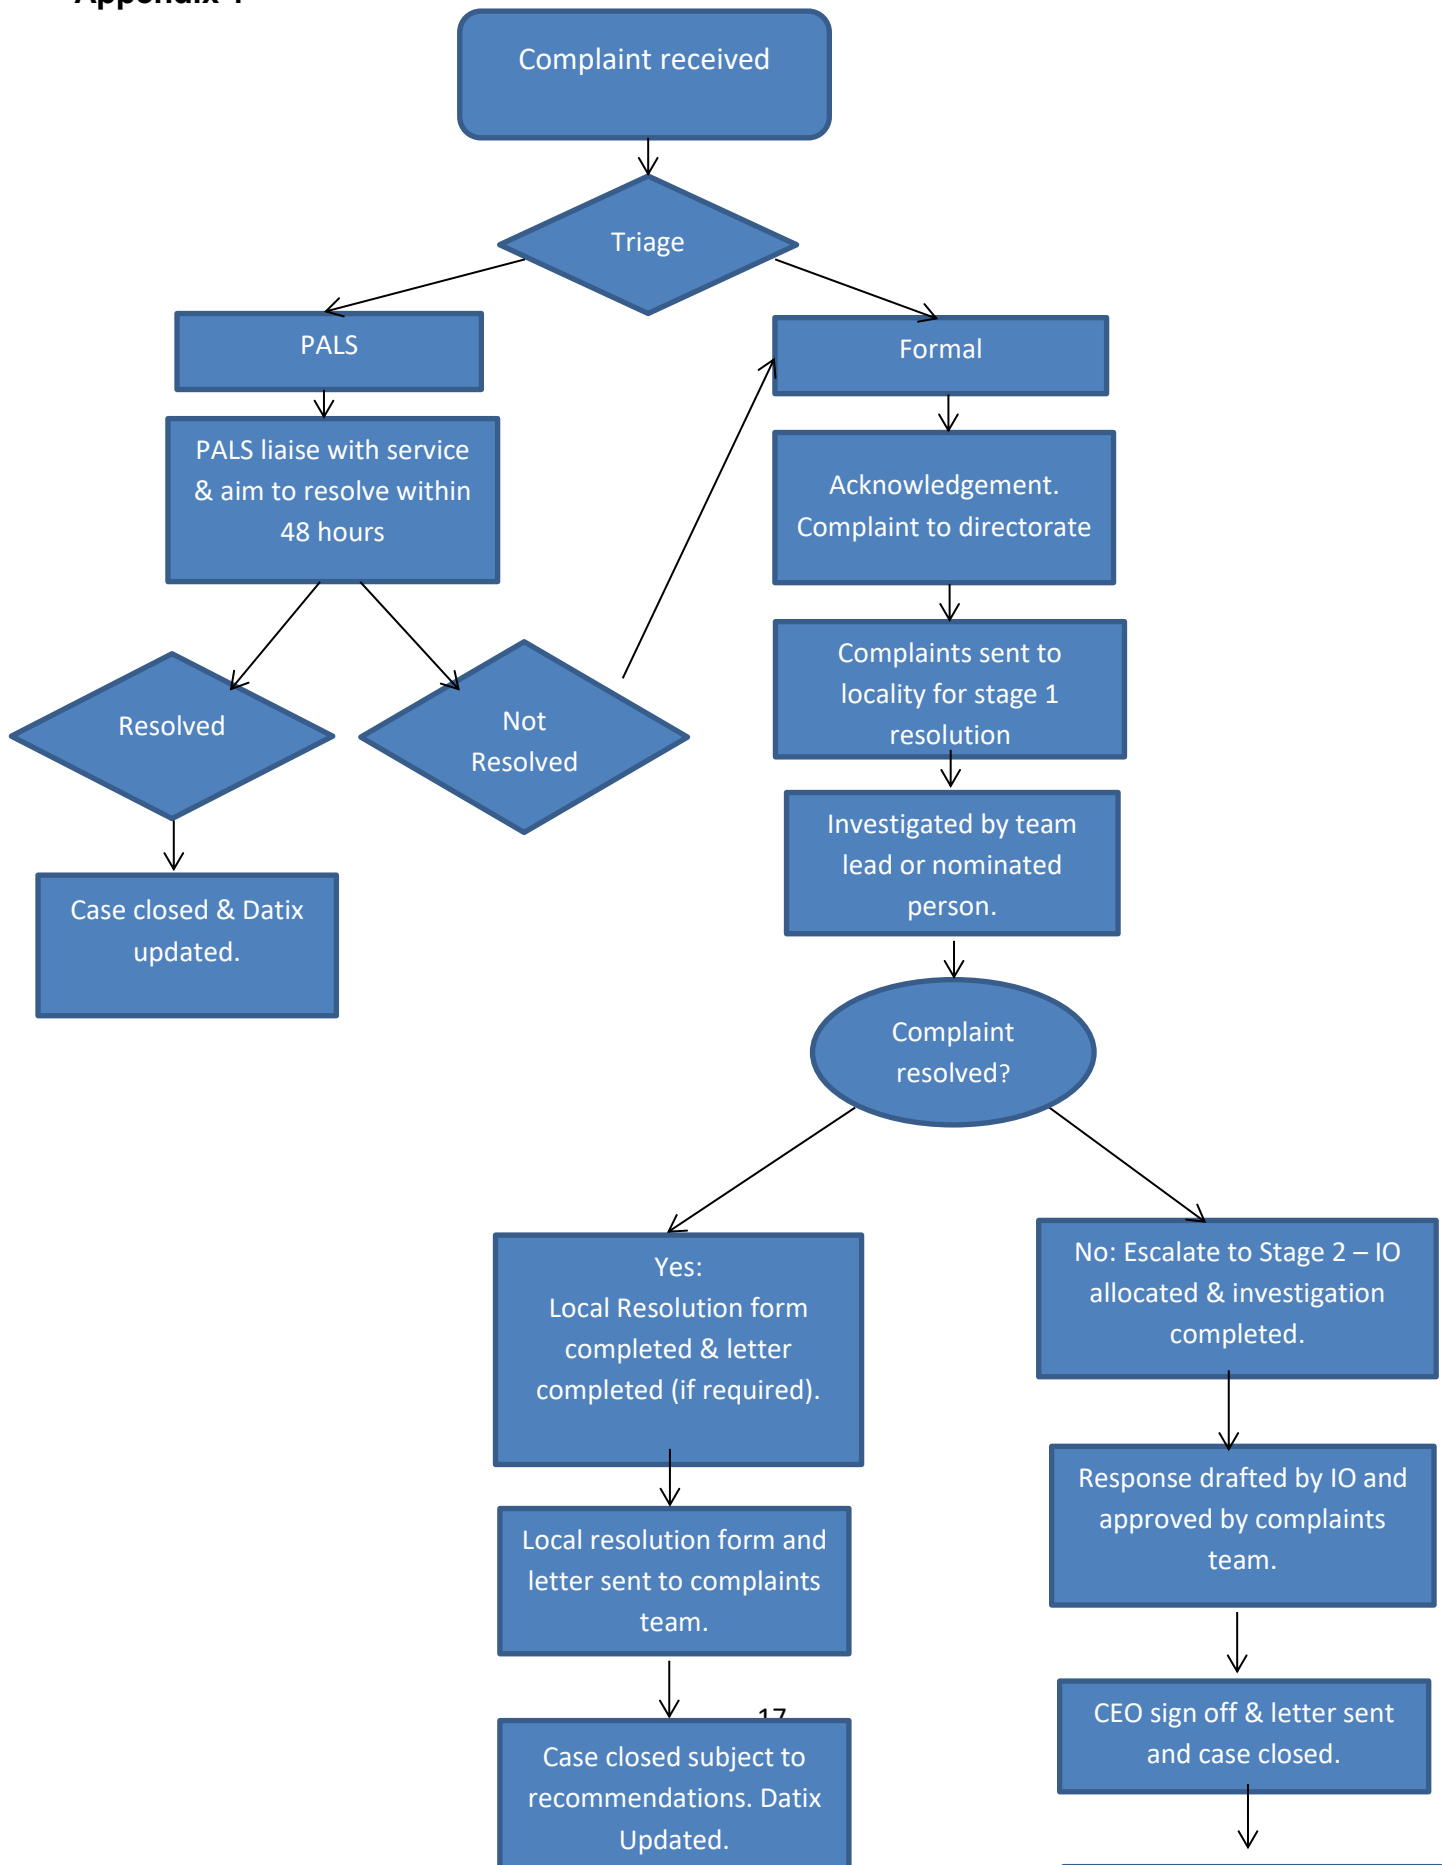 Complaint received
Triage
PALS
Formal
PALS liaise with service
& aim to resolve within
48 hours
Acknowledgement.
Complaint to directorate
Complaints sent to
locality for stage 1
resolution
Resolved
Not
Resolved
Investigated by team
lead or nominated
person.
Case closed & Datix
updated.
Complaint
resolved?
Yes:
Local Resolution form
completed & letter
completed (if required).
No: Escalate to Stage 2 – IO
allocated & investigation
completed.
Response drafted by IO and
approved by complaints
team.
Local resolution form and
letter sent to complaints
team.
CEO sign off & letter sent
and case closed.
17
Case closed subject to
recommendations. Datix
Updated.